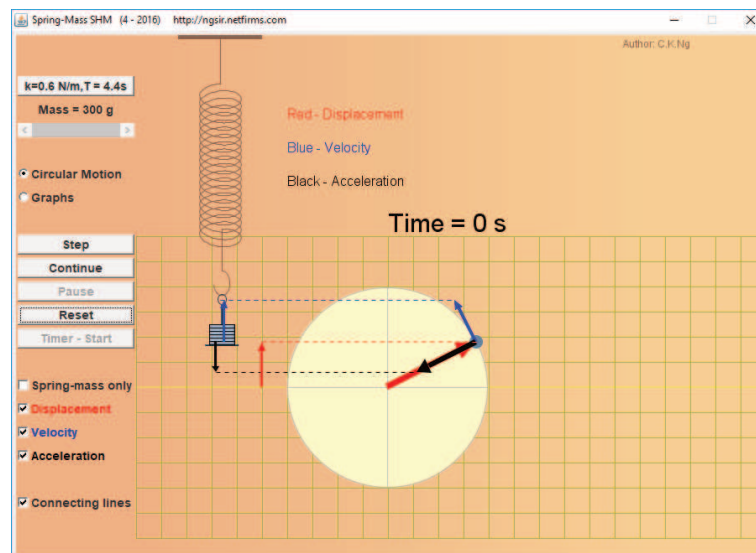 Spring-Mass SHM (4 - 2016) http://ngsir.netfirms.com
Author: C.K.Ng
k=0.6 N/m,T = 4.4s
Mass = 300 g
Red - Displacement
Blue - Velocity
Black - Acceleration
Circular Motion
Graphs
Time = 0 s
Step
Continue
Pause
Reset
Timer - Start
Spring-mass only
Displacement
Velocity
Acceleration
Connecting lines